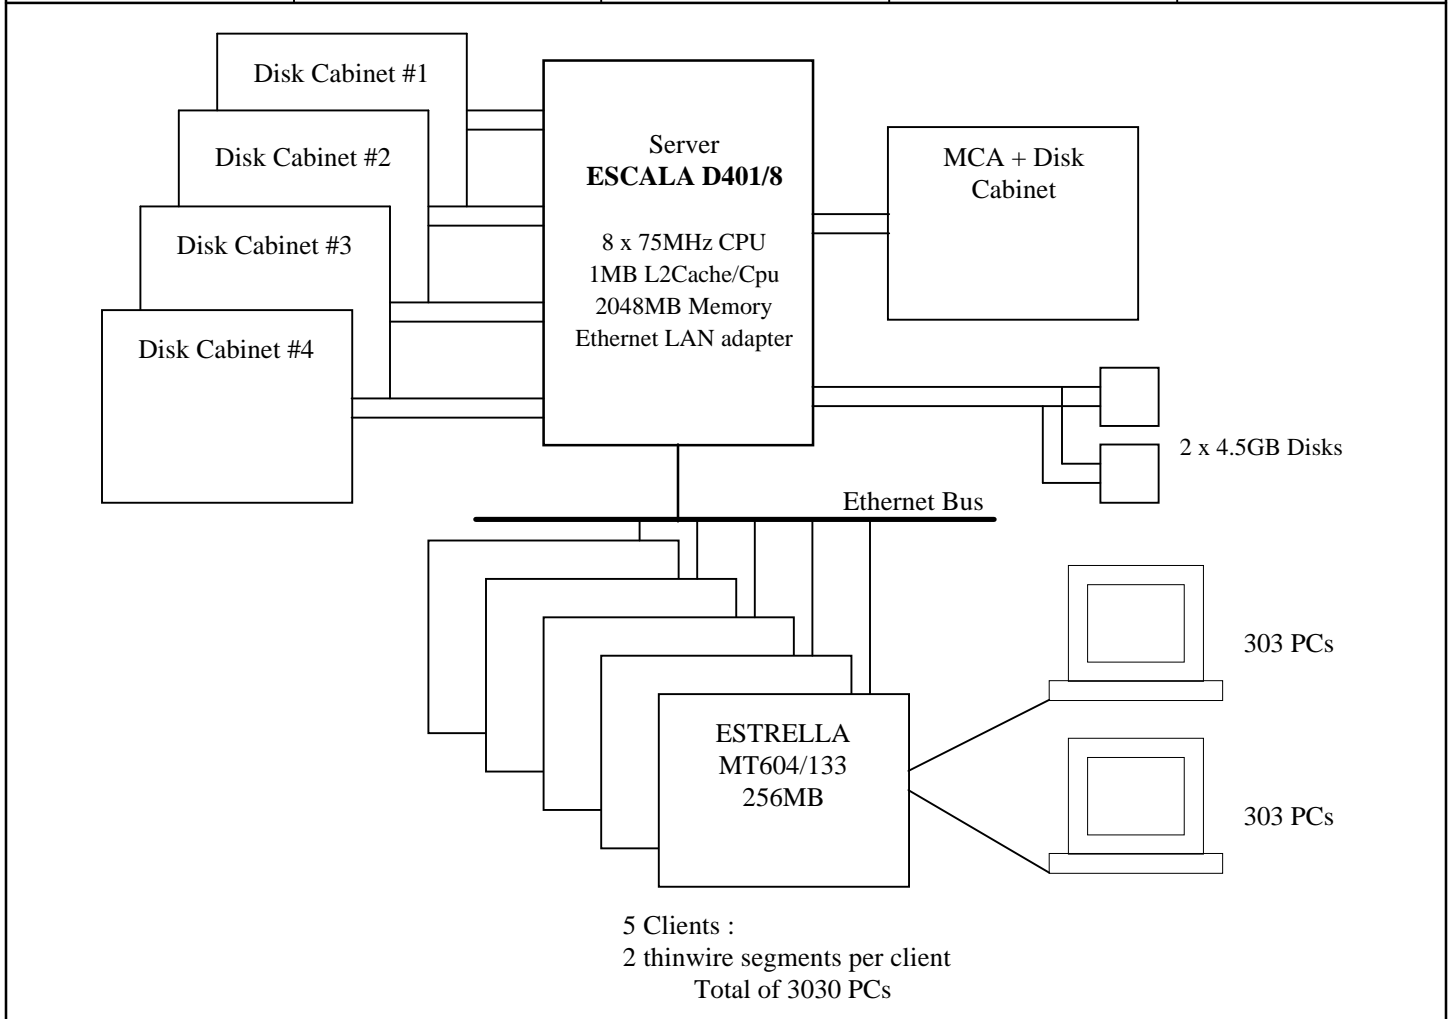 Disk Cabinet #1
Disk Cabinet #2
Disk Cabinet #3
Disk Cabinet #4
Server
ESCALA D401/8
8 x 75MHz CPU
1MB L2Cache/Cpu
2048MB Memory
Ethernet LAN adapter
MCA + Disk
Cabinet
2 x 4.5GB Disks
Ethernet Bus
ESTRELLA
MT604/133
256MB
303 PCs
303 PCs
5 Clients :
2 thinwire segments per client
Total of 3030 PCs